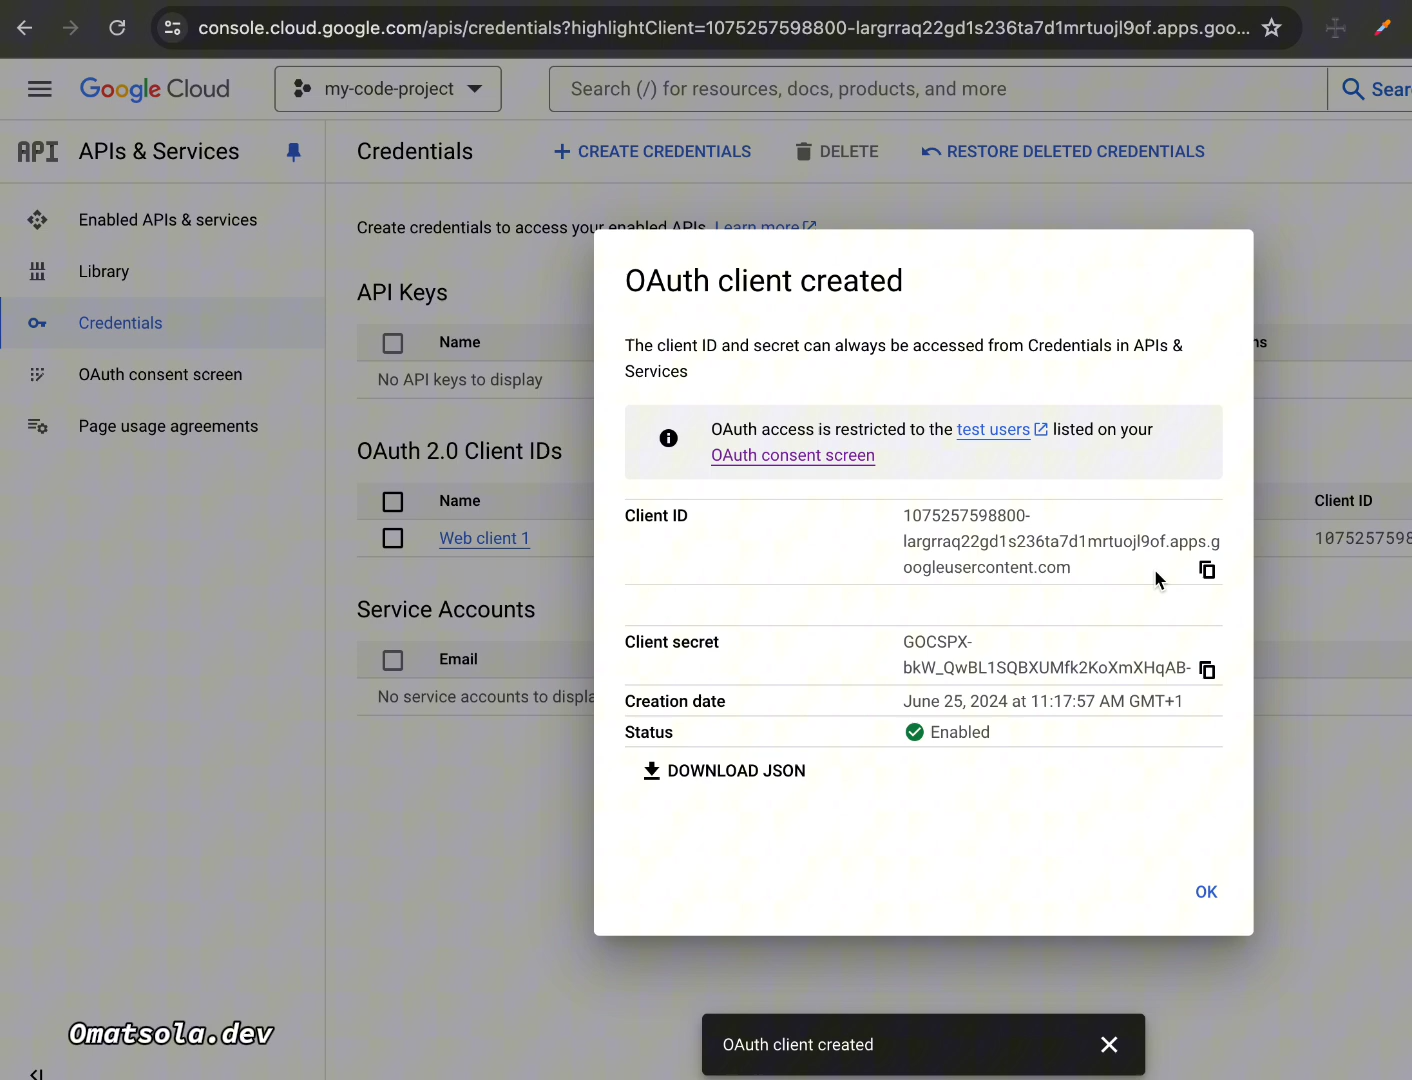 console.cloud.google.com/apis/credentials?highlightClient=1075257598800-largrraq22gd1s236ta7d1mrtuojl9of.apps.goo...
Google Cloud
my-code-project
Search (/) for resources, docs, products, and more
Sear
API APIs & Services
Credentials
+ CREATE CREDENTIALS
DELETE
RESTORE DELETED CREDENTIALS
Enabled APIs & services
Library
Credentials
OAuth consent screen
Page usage agreements
Create credentials to access your enabled APIs. Learn more
API Keys
Name
ns
No API keys to display
OAuth 2.0 Client IDs
Name
Client ID
Web client 1
1075257598
Service Accounts
Email
No service accounts to displa
OAuth client created
The client ID and secret can always be accessed from Credentials in APIs &
Services
OAuth access is restricted to the test users listed on your
OAuth consent screen
Client ID
1075257598800-
largrraq22gd1s236ta7d1mrtuojl9of.apps.g
oogleusercontent.com
Client secret
GOCSPX-
bkW_QwBL1SQBXUMfk2KoXmXHqAB-
Creation date
June 25, 2024 at 11:17:57 AM GMT+1
Status
Enabled
DOWNLOAD JSON
OK
Omatsola.dev
OAuth client created